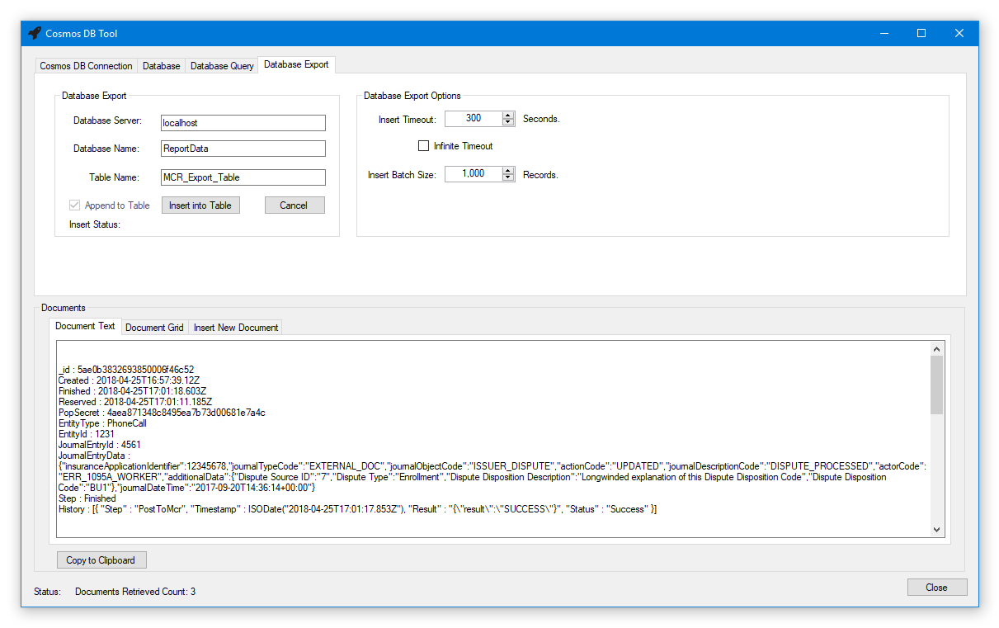 Cosmos DB Tool
Cosmos DB Connection Database Database Query Database Export
Database Export
Database Server: localhost
Database Name: ReportData
Table Name: MCR_Export_Table
Append to Table Insert into Table Cancel
Insert Status:
Database Export Options
Insert Timeout: 300 Seconds.
Infinite Timeout
Insert Batch Size: 1,000 Records.
Documents
Document Text Document Grid Insert New Document
_id : 5ae0b3832693850006f46c52
Created : 2018-04-25T16:57:39.12Z
Finished : 2018-04-25T17:01:18.603Z
Reserved : 2018-04-25T17:01:11.185Z
PopSecret : 4aea871348c8495ea7b73d00681e7a4c
EntityType : PhoneCall
EntityId : 1231
JournalEntryId : 4561
JournalEntryData :
{"insuranceApplicationIdentifier":12345678,"journalTypeCode":"EXTERNAL_DOC","journalObjectCode":"ISSUER_DISPUTE","actionCode":"UPDATED","journalDescriptionCode":"DISPUTE_PROCESSED","actorCode":
"ERR_1095A_WORKER","additionalData":{"Dispute Source ID":"7","Dispute Type":"Enrollment","Dispute Disposition Description":"Longwinded explanation of this Dispute Disposition Code","Dispute Disposition
Code":"BU1"},"journalDateTime":"2017-09-20T14:36:14+00:00"}
Step : Finished
History : [{ "Step" : "PostToMcr", "Timestamp" : ISODate("2018-04-25T17:01:17.853Z"), "Result" : "{\"result\":\"SUCCESS\"}", "Status" : "Success" }]
Copy to Clipboard
Status: Documents Retrieved Count: 3
Close